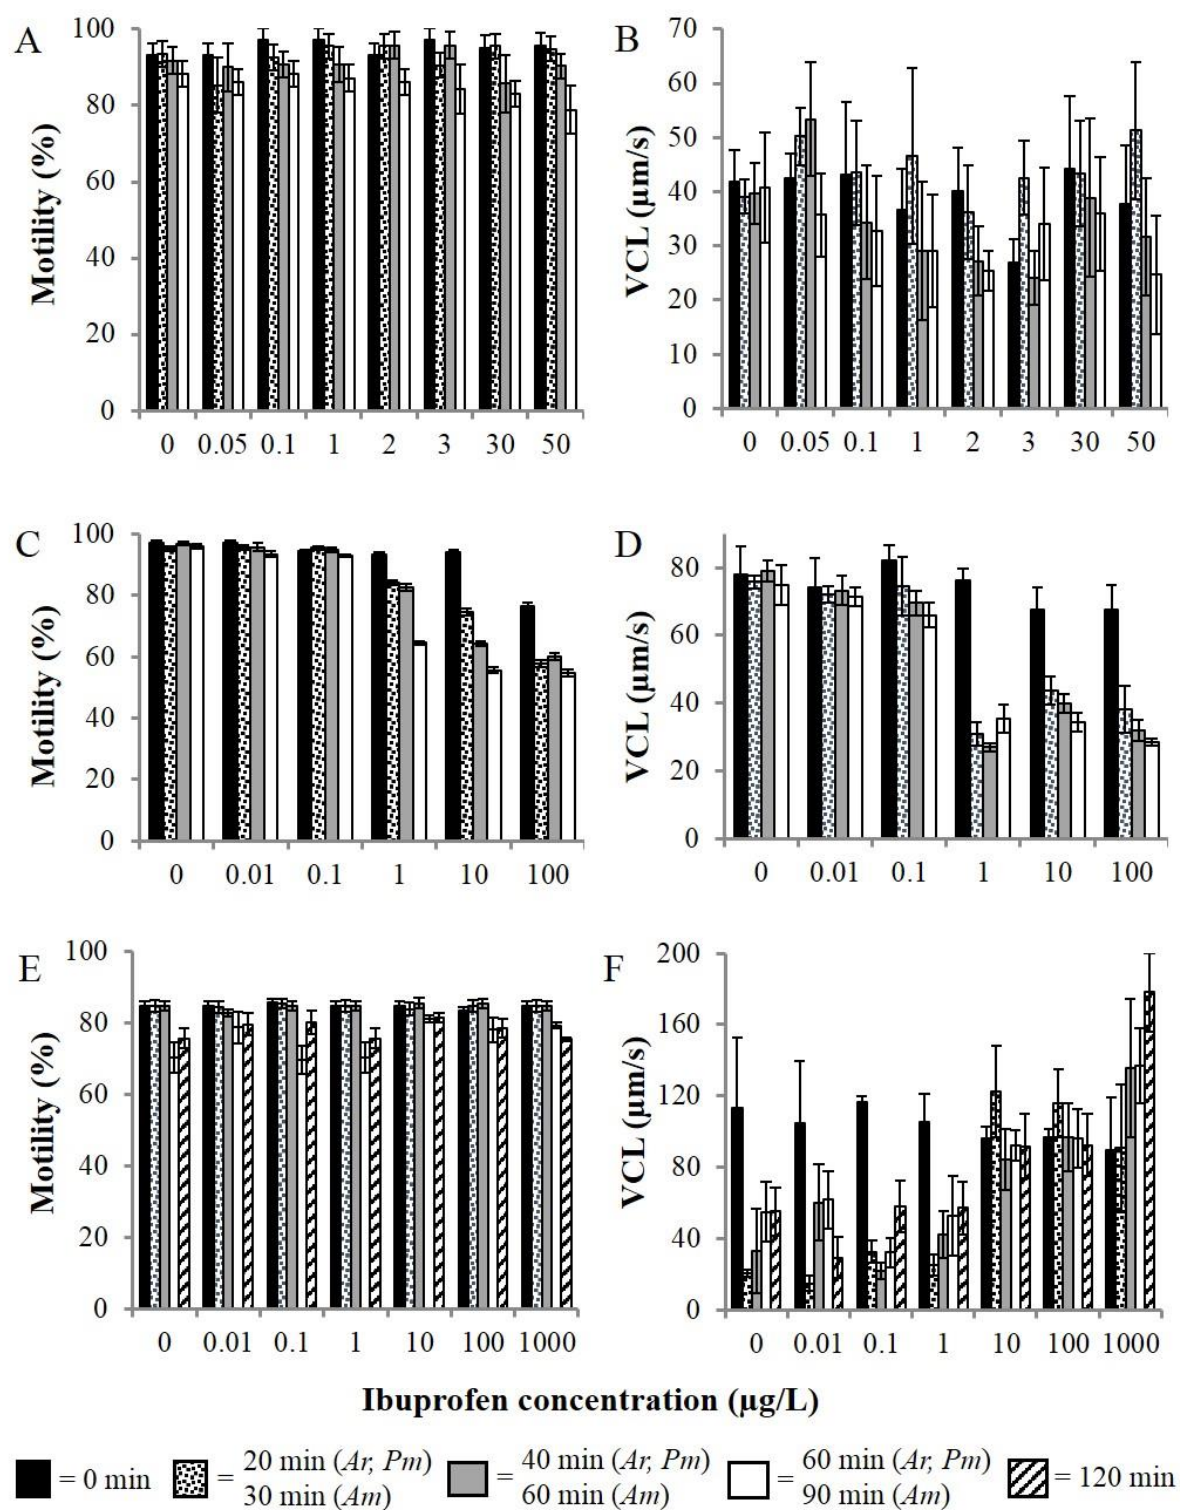 A
Motility (%)
100
80
60
40
20
0
0 0.05 0.1 1 2 3 30 50
B
VCL (µm/s)
70
60
50
40
30
20
10
0
0 0.05 0.1 1 2 3 30 50
C
Motility (%)
100
80
60
40
20
0
0 0.01 0.1 1 10 100
D
VCL (µm/s)
80
60
40
20
0
0 0.01 0.1 1 10 100
E
Motility (%)
100
80
60
40
20
0
0 0.01 0.1 1 10 100 1000
F
VCL (µm/s)
200
160
120
80
40
0
0 0.01 0.1 1 10 100 1000
Ibuprofen concentration (µg/L)
= 0 min
= 20 min (Ar, Pm)
30 min (Am)
= 40 min (Ar, Pm)
60 min (Am)
= 60 min (Ar, Pm)
90 min (Am)
= 120 min